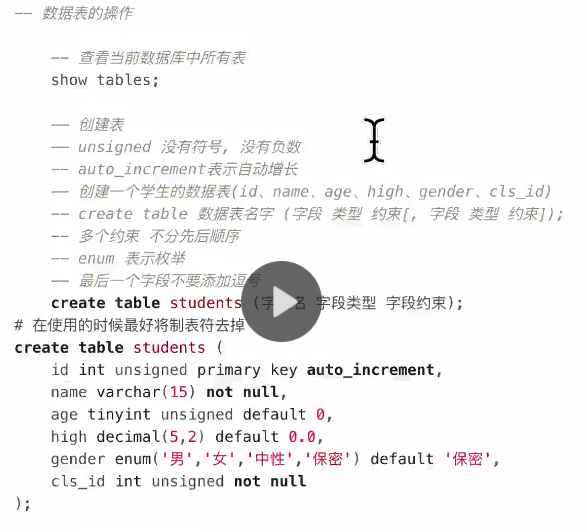 -- 数据表的操作
-- 查看当前数据库中所有表
show tables;
-- 创建表
-- unsigned 没有符号, 没有负数
-- auto_increment表示自动增长
-- 创建一个学生的数据表(id、name、age、high、gender、cls_id)
-- create table 数据表名字 (字段 类型 约束[, 字段 类型 约束]);
-- 多个约束 不分先后顺序
-- enum 表示枚举
-- 最后一个字段不要添加逗号
create table students (字 名 字段类型 字段约束);
# 在使用的时候最好将制表符去掉
create table students (
id int unsigned primary key auto_increment,
name varchar(15) not null,
age tinyint unsigned default 0,
high decimal(5,2) default 0.0,
gender enum('男','女','中性','保密') default '保密',
cls_id int unsigned not null
);